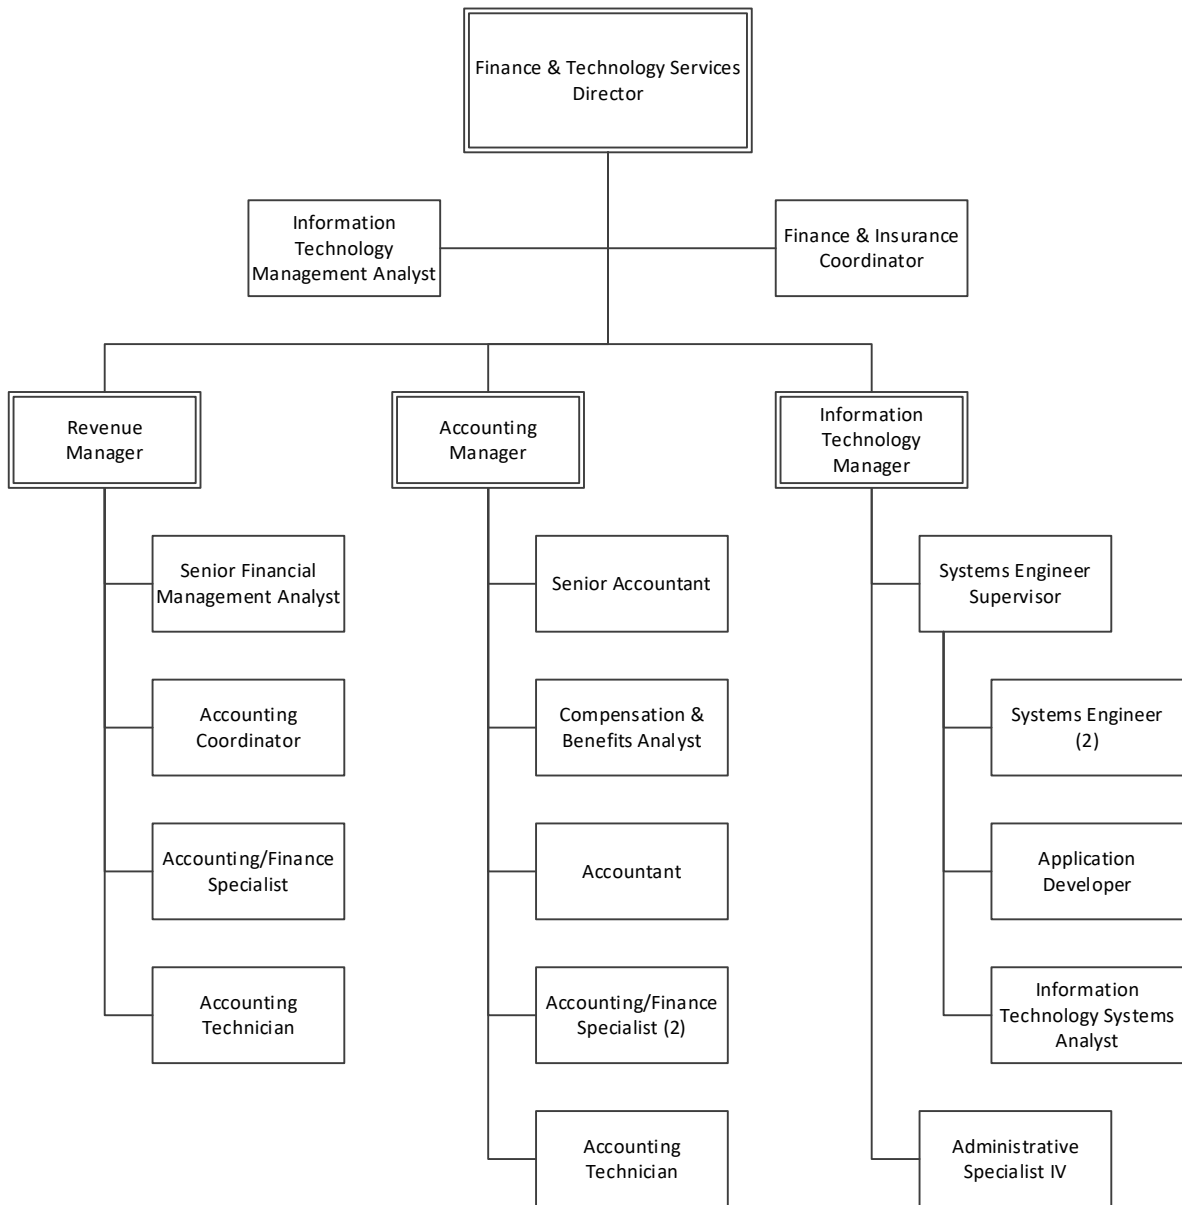 Finance & Technology Services
Director
Information
Technology
Management Analyst
Finance & Insurance
Coordinator
Revenue
Manager
Accounting
Manager
Information
Technology
Manager
Senior Financial
Management Analyst
Senior Accountant
Systems Engineer
Supervisor
Accounting
Coordinator
Compensation &
Benefits Analyst
Systems Engineer
(2)
Accounting/Finance
Specialist
Accountant
Application
Developer
Accounting
Technician
Accounting/Finance
Specialist (2)
Information
Technology Systems
Analyst
Accounting
Technician
Administrative
Specialist IV